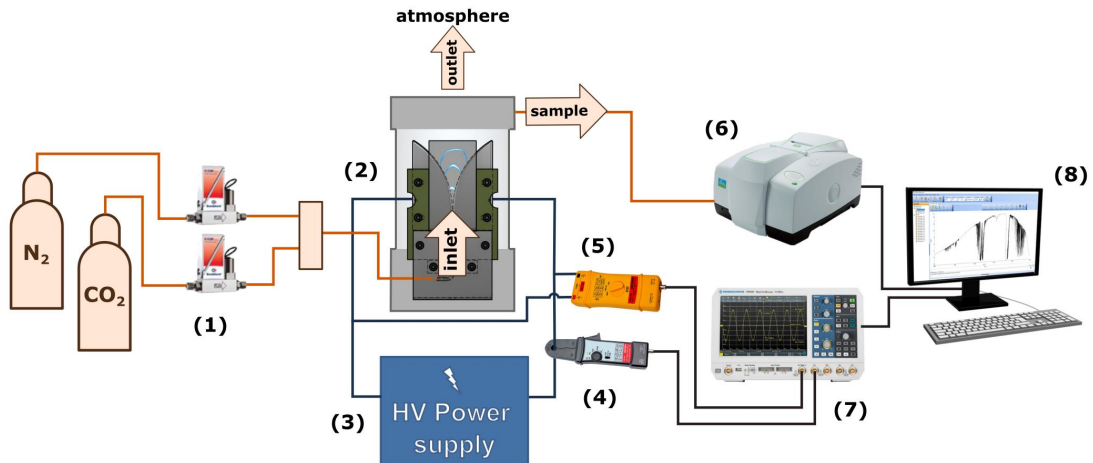 atmosphere
outlet
sample
(6)
(2)
(8)
N₂
inlet
(5)
CO₂
(1)
(4)
(7)
(3)
HV Power
supply